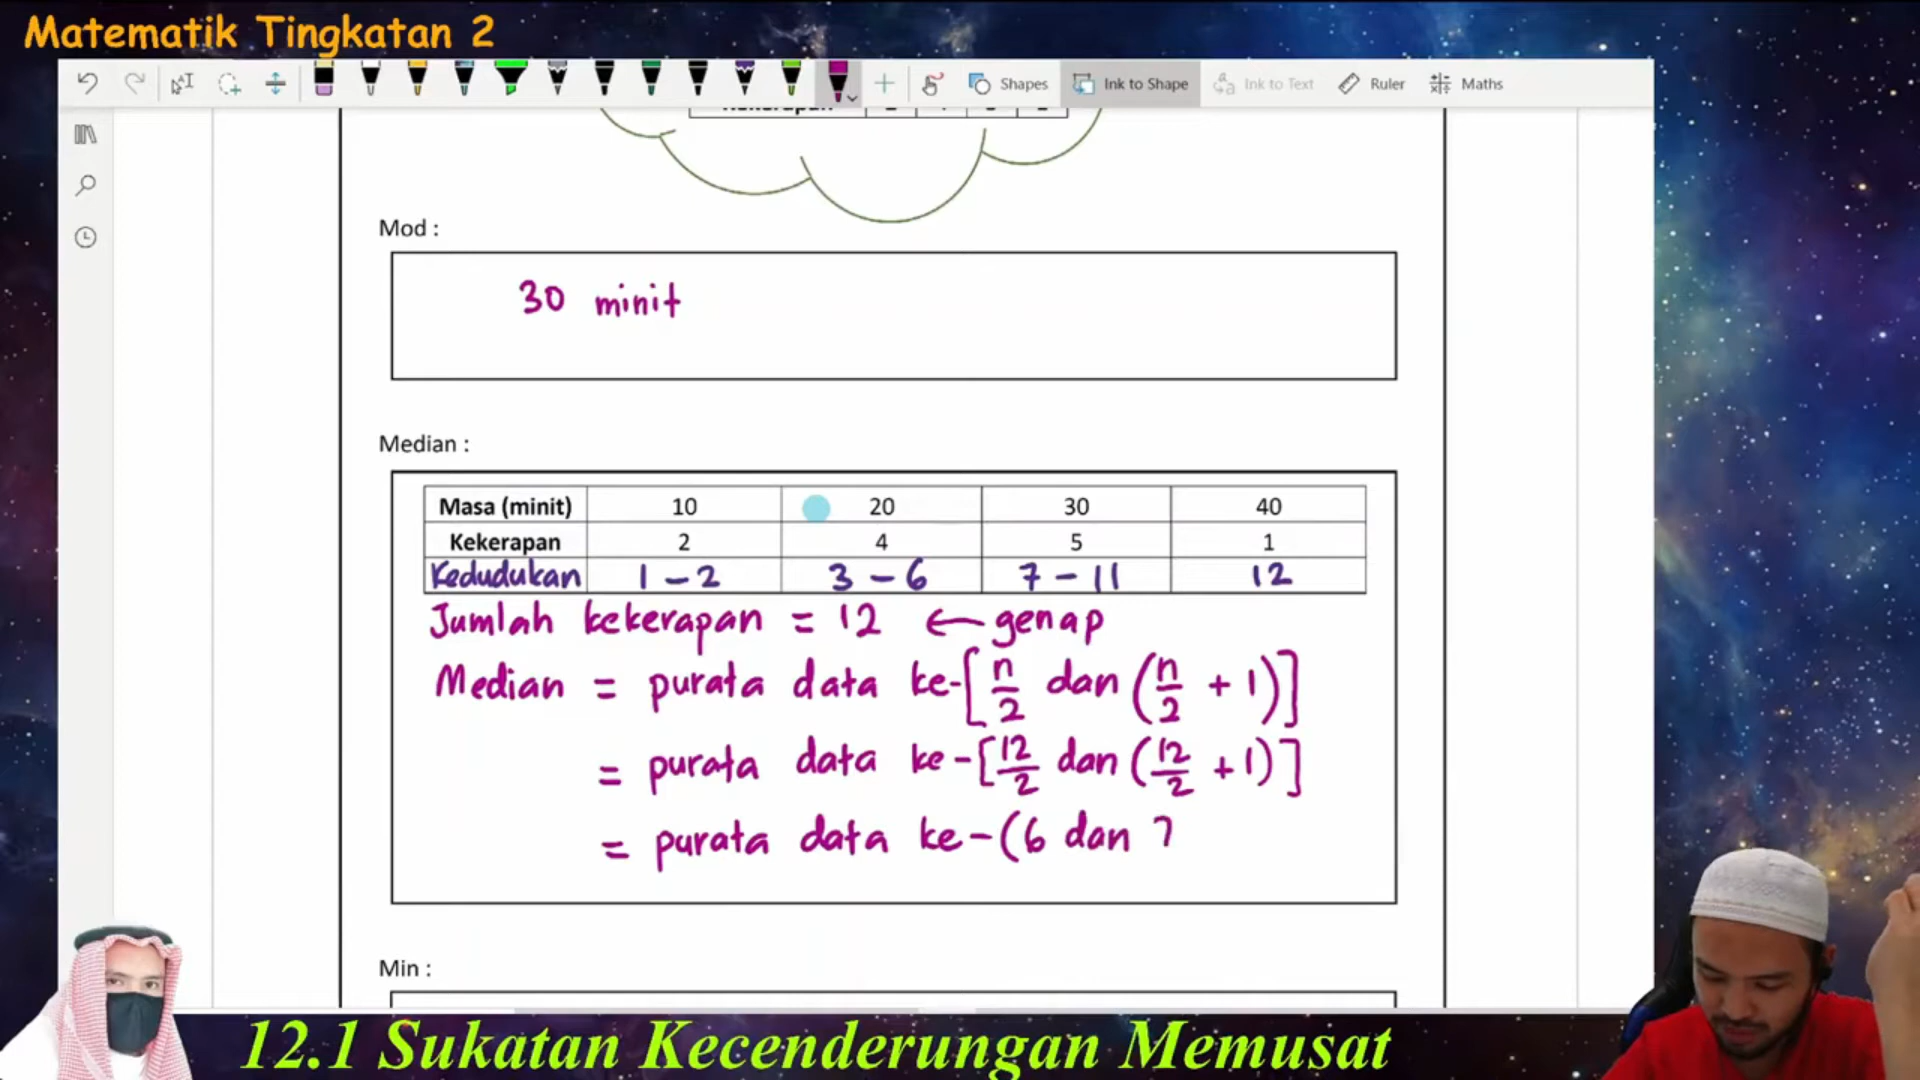 Matematik Tingkatan 2
Shapes Ink to Shape Ink to Text Ruler Maths
Mod :
30 minit
Median :
Masa (minit) 10 20 30 40
Kekerapan 2 4 5 1
Kedudukan 1 – 2 3 – 6 7 – 11 12
Jumlah kekerapan = 12 ← genap
Median = purata data ke-[n/2 dan (n/2 + 1)]
= purata data ke-[12/2 dan (12/2 + 1)]
= purata data ke-(6 dan 7
Min :
12.1 Sukatan Kecenderungan Memusat